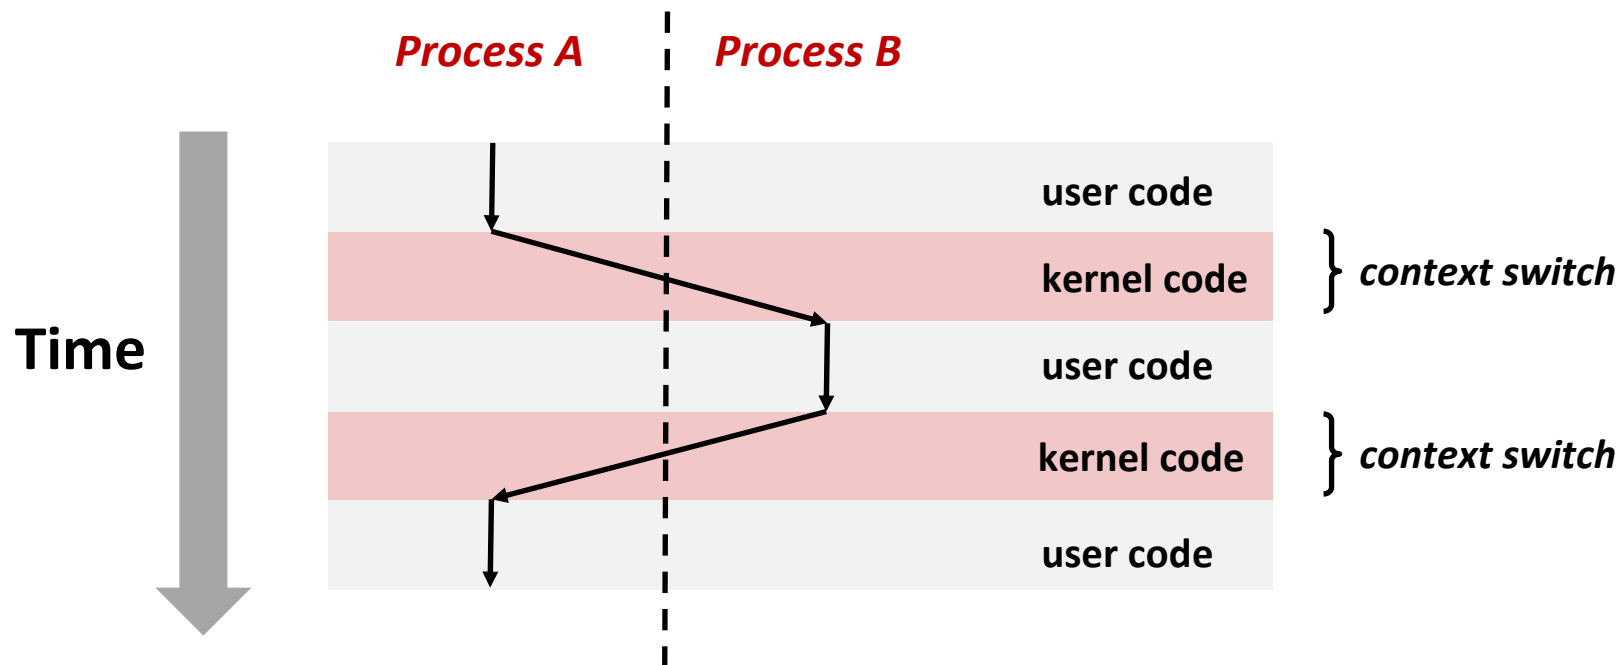 Process A
Process B
user code
kernel code
context switch
Time
user code
kernel code
context switch
user code